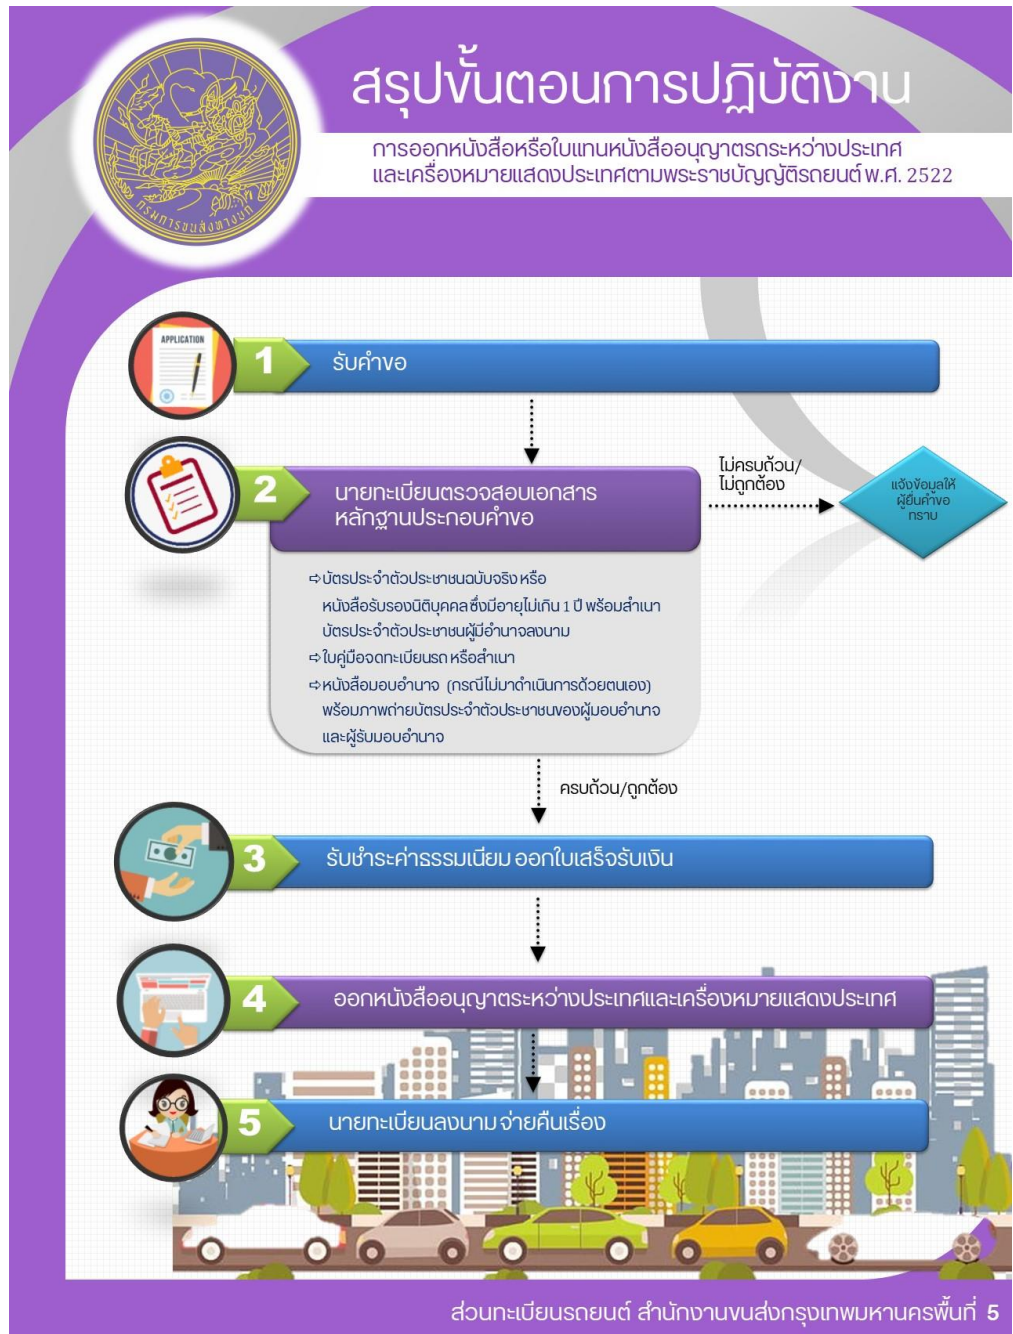 สรุปขั้นตอนการปฏิบัติงาน
การออกหนังสือหรือใบแทนหนังสืออนุญาตรถระหว่างประเทศ
และเครื่องหมายแสดงประเทศตามพระราชบัญญัติรถยนต์ พ.ศ. 2522
กรมการขนส่งทางบก
APPLICATION
1
รับคำขอ
2
นายทะเบียนตรวจสอบเอกสาร
หลักฐานประกอบคำขอ
ไม่ครบถ้วน/
ไม่ถูกต้อง
แจ้งข้อมูลให้
ผู้ยื่นคำขอ
ทราบ
⇨บัตรประจำตัวประชาชนฉบับจริง หรือ
หนังสือรับรองนิติบุคคล ซึ่งมีอายุไม่เกิน 1 ปี พร้อมสำเนา
บัตรประจำตัวประชาชนผู้มีอำนาจลงนาม
⇨ใบคู่มือจดทะเบียนรถ หรือสำเนา
⇨หนังสือมอบอำนาจ (กรณีไม่มาดำเนินการด้วยตนเอง)
พร้อมภาพถ่ายบัตรประจำตัวประชาชนของผู้มอบอำนาจ
และผู้รับมอบอำนาจ
ครบถ้วน/ถูกต้อง
3
รับชำระค่าธรรมเนียม ออกใบเสร็จรับเงิน
4
ออกหนังสืออนุญาตระหว่างประเทศและเครื่องหมายแสดงประเทศ
5
นายทะเบียนลงนาม จ่ายคืนเรื่อง
ส่วนทะเบียนรถยนต์ สำนักงานขนส่งกรุงเทพมหานครพื้นที่ 5